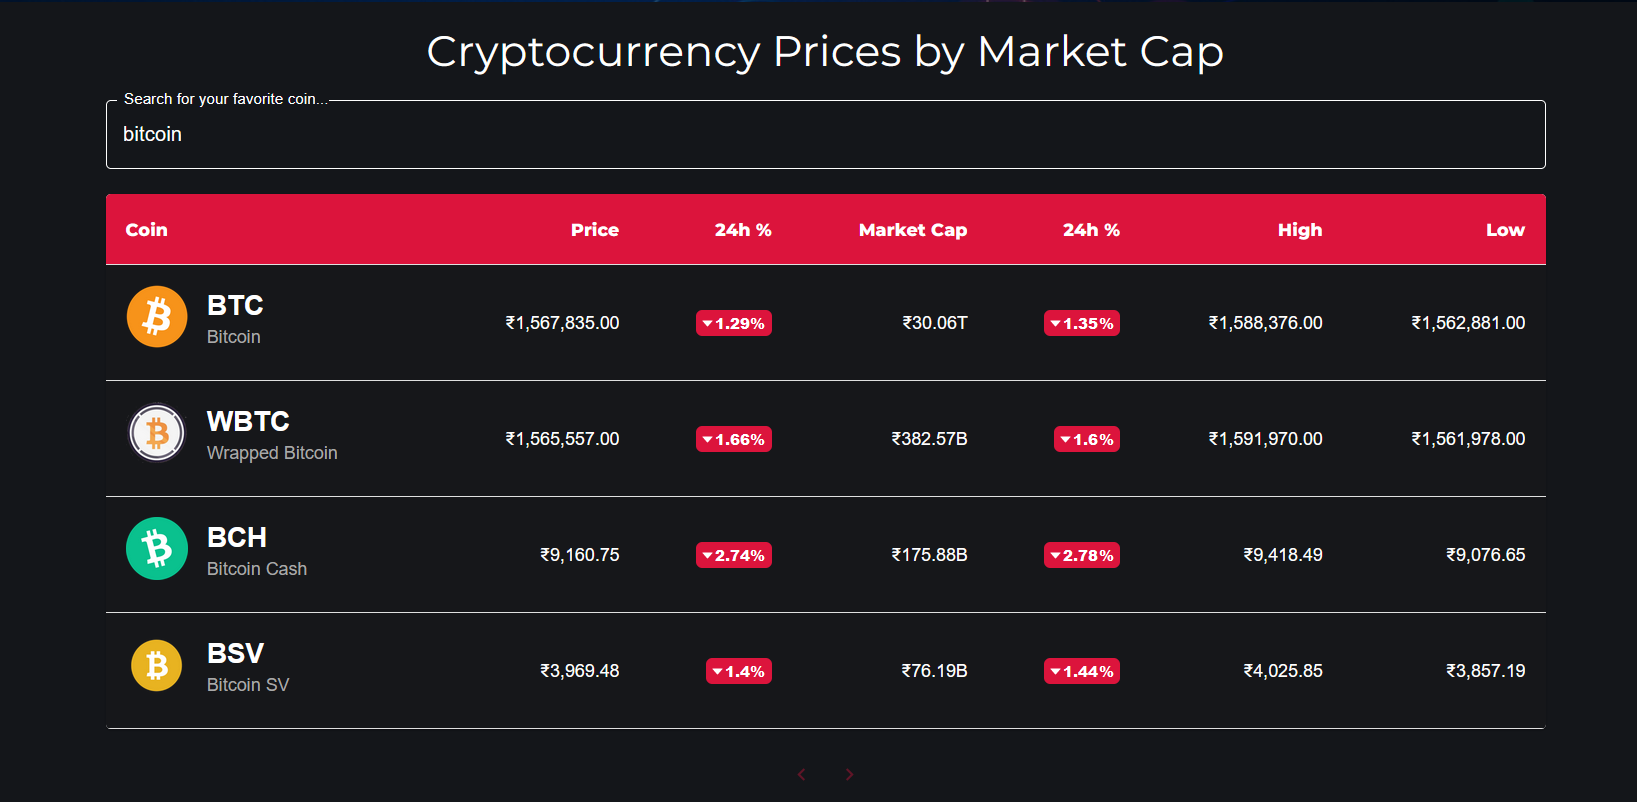 Cryptocurrency Prices by Market Cap
Search for your favorite coin...
bitcoin
Coin Price 24h % Market Cap 24h % High Low
BTC
Bitcoin
₹1,567,835.00 1.29% ₹30.06T 1.35% ₹1,588,376.00 ₹1,562,881.00
WBTC
Wrapped Bitcoin
₹1,565,557.00 1.66% ₹382.57B 1.6% ₹1,591,970.00 ₹1,561,978.00
BCH
Bitcoin Cash
₹9,160.75 2.74% ₹175.88B 2.78% ₹9,418.49 ₹9,076.65
BSV
Bitcoin SV
₹3,969.48 1.4% ₹76.19B 1.44% ₹4,025.85 ₹3,857.19